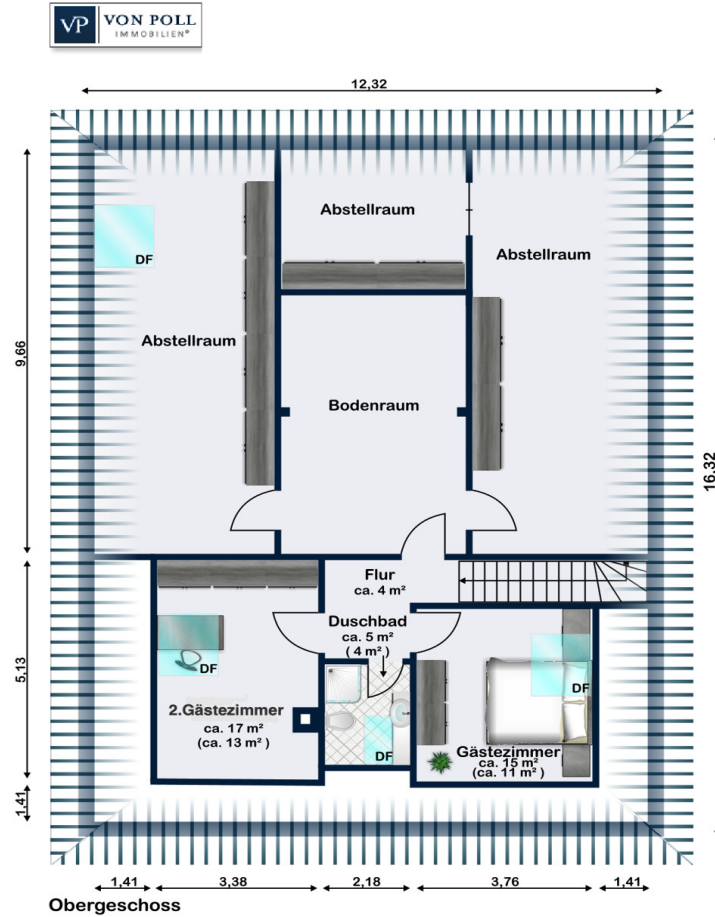 VP VON POLL
IMMOBILIEN®
12,32
Abstellraum
Abstellraum
DF
Abstellraum
9,66
Bodenraum
16,32
Flur
ca. 4 m²
Duschbad
ca. 5 m²
( 4m² )
5,13
DF
DF
2.Gästezimmer
ca. 17 m²
(ca. 13 m² )
DF
Gästezimmer
ca. 15 m²
(ca. 11 m² )
1,41
1,41
3,38
2,18
3,76
1,41
Obergeschoss